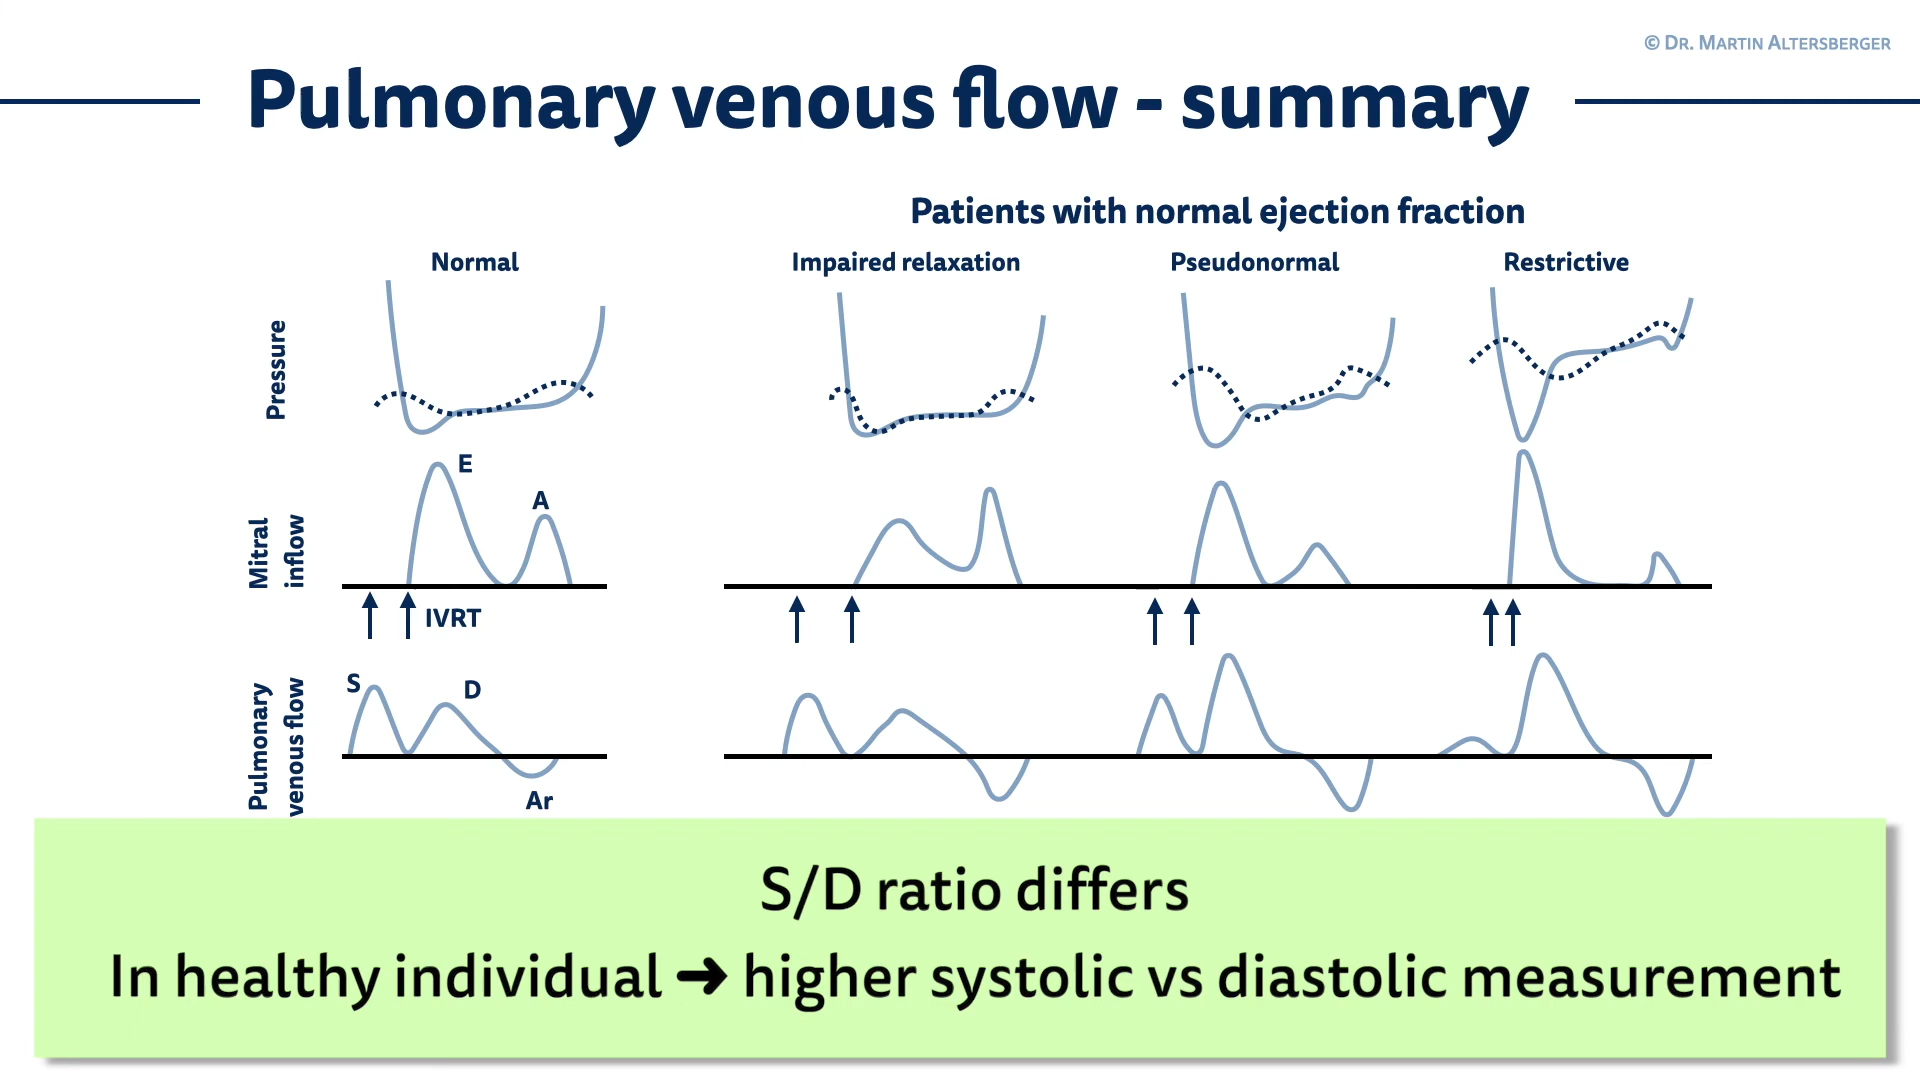 © Dr. Martin Altersberger
Pulmonary venous flow - summary
Patients with normal ejection fraction
Normal
Impaired relaxation
Pseudonormal
Restrictive
Pressure
E
A
Mitral
inflow
IVRT
S
D
Pulmonary
venous flow
Ar
S/D ratio differs
In healthy individual ➜ higher systolic vs diastolic measurement